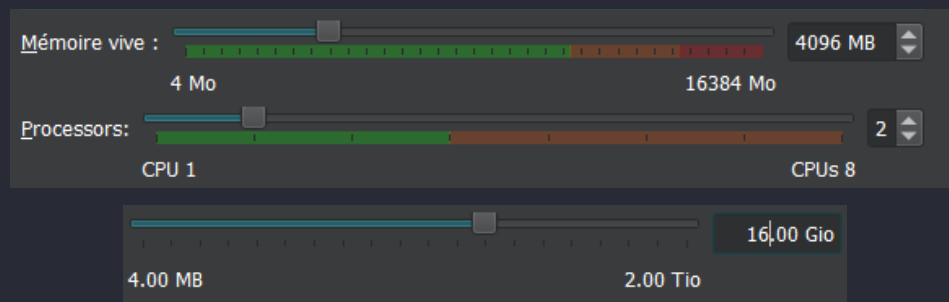 Mémoire vive : 4096 MB
4 Mo 16384 Mo
Processors: 2
CPU 1 CPUs 8
16.00 Gio
4.00 MB 2.00 Tio